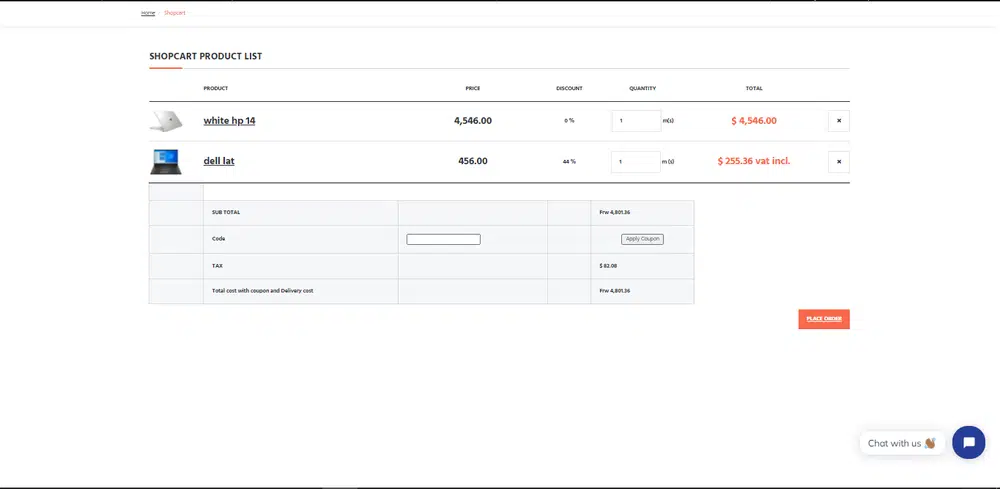 Home - Shopcart
SHOPCART PRODUCT LIST
PRODUCT PRICE DISCOUNT QUANTITY TOTAL
white hp 14 4,546.00 0 % 1 m(s) $ 4,546.00 ×
dell lat 456.00 44 % 1 m (s) $ 255.36 vat incl. ×
SUB TOTAL Frw 4,801.36
Code Apply Coupon
TAX $ 82.08
Total cost with coupon and Delivery cost Frw 4,801.36
PLACE ORDER
Chat with us 👋🏾